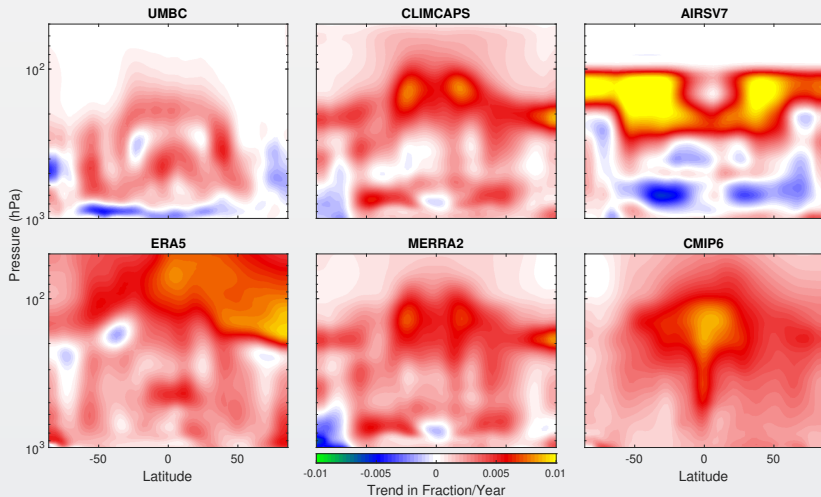 UMBC CLIMCAPS AIRSV7
10²
10³
Pressure (hPa)
ERA5 MERRA2 CMIP6
10²
10³
-50 0 50 -50 0 50
Latitude Latitude
-0.01 -0.005 0 0.005 0.01
Trend in Fraction/Year